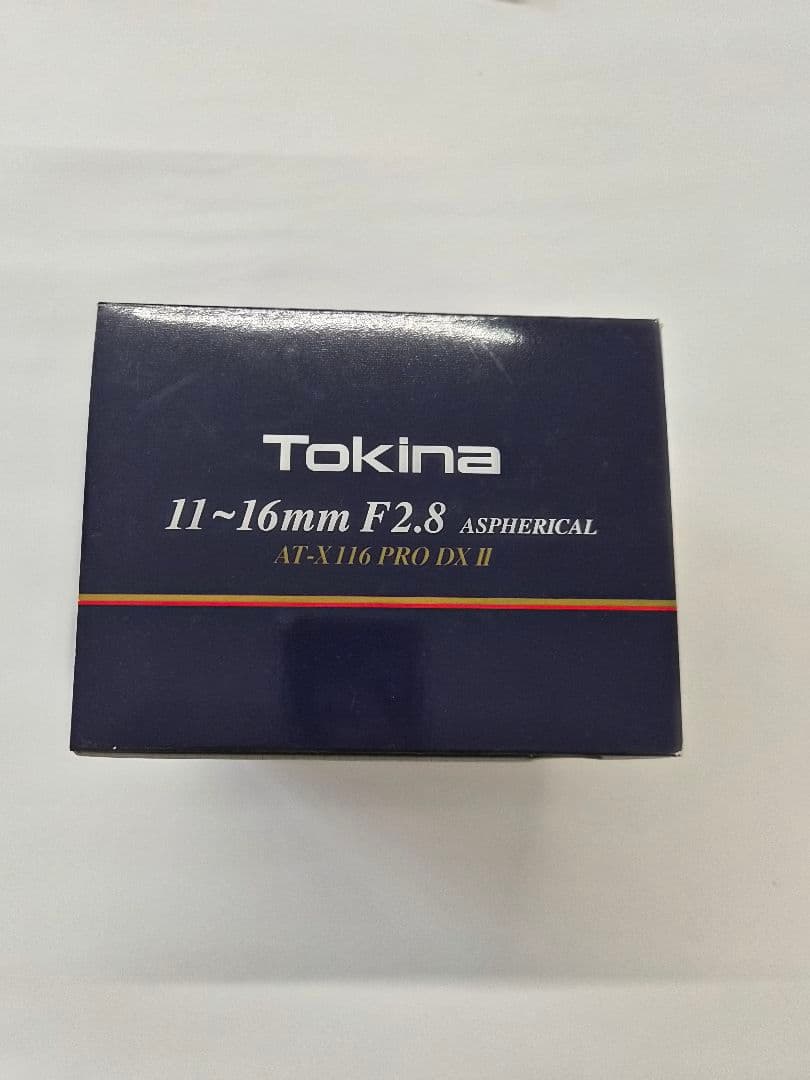 Tokina
11~16mm F2.8 ASPHERICAL
AT-X 116 PRO DX II